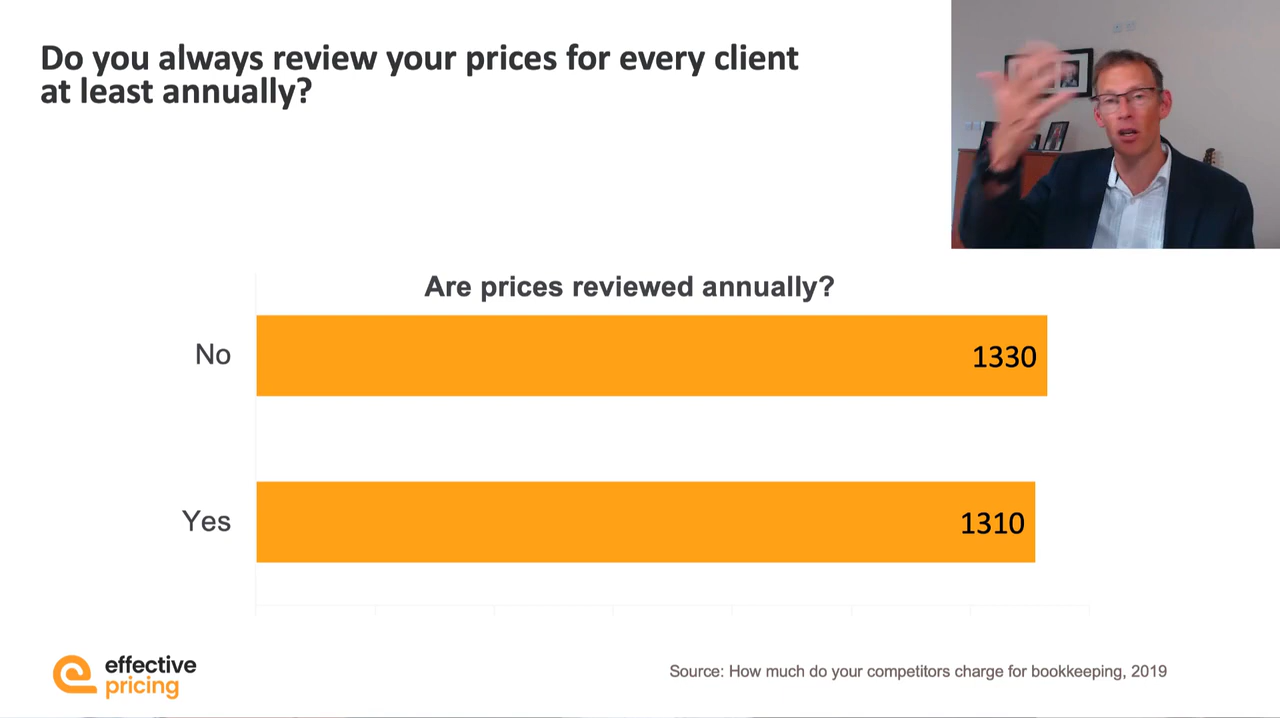 Do you always review your prices for every client
at least annually?
Are prices reviewed annually?
No
1330
Yes
1310
effective
pricing
Source: How much do your competitors charge for bookkeeping, 2019